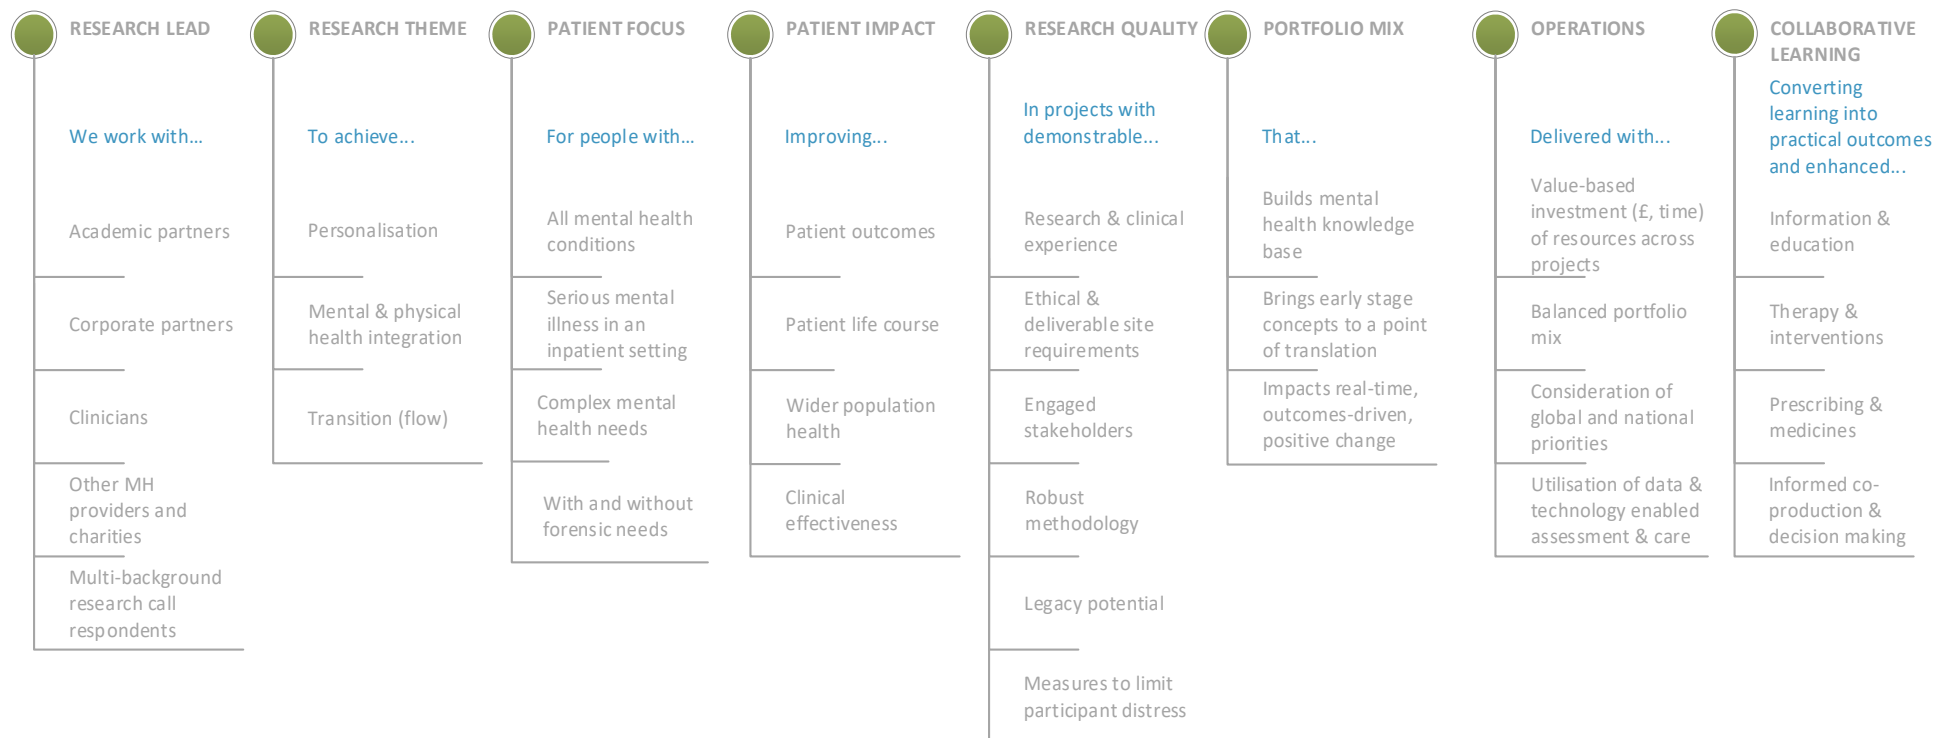 RESEARCH LEAD
We work with...
Academic partners
Corporate partners
Clinicians
Other MH
providers and
charities
Multi-background
research call
respondents
RESEARCH THEME
To achieve...
Personalisation
Mental & physical
health integration
Transition (flow)
PATIENT FOCUS
For people with...
All mental health
conditions
Serious mental
illness in an
inpatient setting
Complex mental
health needs
With and without
forensic needs
PATIENT IMPACT
Improving...
Patient outcomes
Patient life course
Wider population
health
Clinical
effectiveness
RESEARCH QUALITY
In projects with
demonstrable...
Research & clinical
experience
Ethical &
deliverable site
requirements
Engaged
stakeholders
Robust
methodology
Legacy potential
Measures to limit
participant distress
PORTFOLIO MIX
That...
Builds mental
health knowledge
base
Brings early stage
concepts to a point
of translation
Impacts real-time,
outcomes-driven,
positive change
OPERATIONS
Delivered with...
Value-based
investment (£, time)
of resources across
projects
Balanced portfolio
mix
Consideration of
global and national
priorities
Utilisation of data &
technology enabled
assessment & care
COLLABORATIVE
LEARNING
Converting
learning into
practical outcomes
and enhanced...
Information &
education
Therapy &
interventions
Prescribing &
medicines
Informed co-
production &
decision making